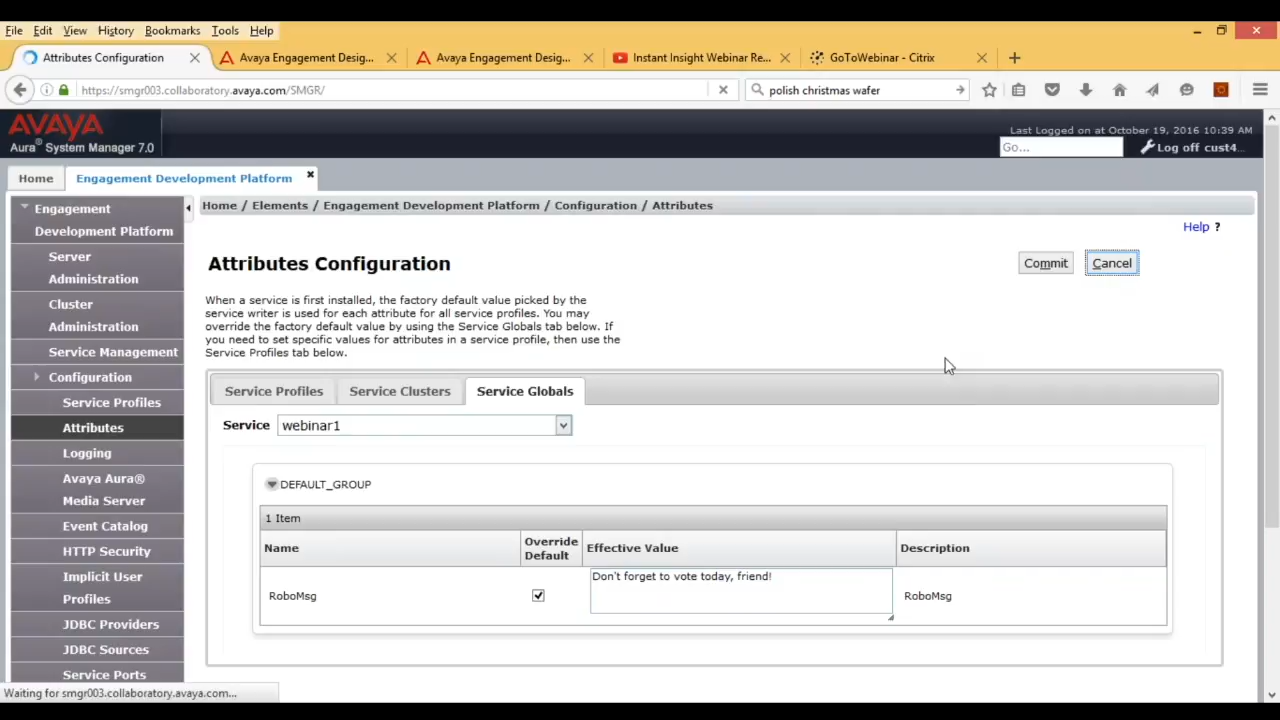 File Edit View History Bookmarks Tools Help
Attributes Configuration
Avaya Engagement Desig...
Avaya Engagement Desig...
Instant Insight Webinar Re...
GoToWebinar - Citrix
https://smgr003.collaboratory.avaya.com/SMGR/
polish christmas wafer
AVAYA
Aura® System Manager 7.0
Last Logged on at October 19, 2016 10:39 AM
Go...
Log off cust4...
Home
Engagement Development Platform
Home / Elements / Engagement Development Platform / Configuration / Attributes
Help ?
Engagement
Development Platform
Server
Administration
Cluster
Administration
Service Management
Configuration
Service Profiles
Attributes
Logging
Avaya Aura®
Media Server
Event Catalog
HTTP Security
Implicit User
Profiles
JDBC Providers
JDBC Sources
Service Ports
Attributes Configuration
Commit
Cancel
When a service is first installed, the factory default value picked by the
service writer is used for each attribute for all service profiles. You may
override the factory default value by using the Service Globals tab below. If
you need to set specific values for attributes in a service profile, then use the
Service Profiles tab below.
Service Profiles
Service Clusters
Service Globals
Service
webinar1
DEFAULT_GROUP
1 Item
Name
Override
Default
Effective Value
Description
RoboMsg
Don't forget to vote today, friend!
RoboMsg
Waiting for smgr003.collaboratory.avaya.com...